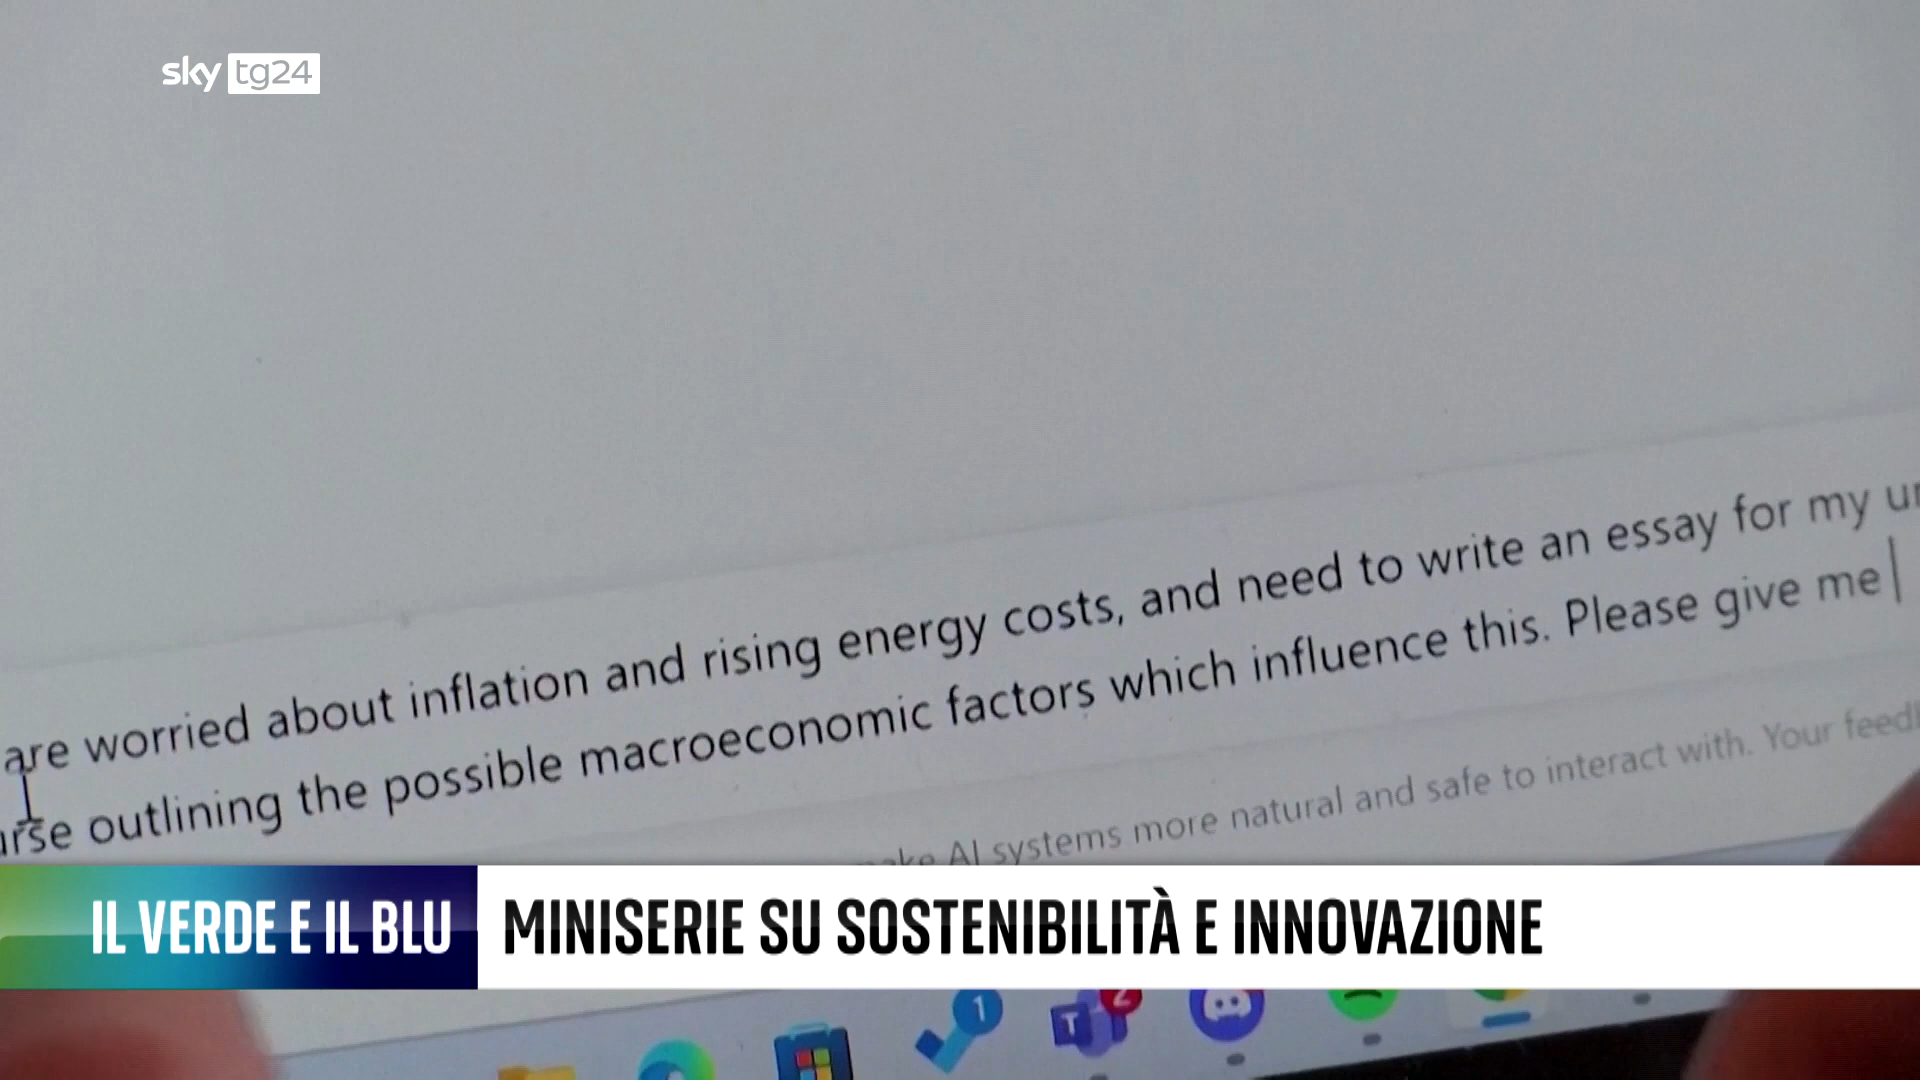 sky tg24
are worried about inflation and rising energy costs, and need to write an essay for my
outlining the possible macroeconomic factors which influence this. Please give me
AI systems more natural and safe to interact with. Your
IL VERDE E IL BLU
MINISERIE SU SOSTENIBILITÀ E INNOVAZIONE
1
T
2